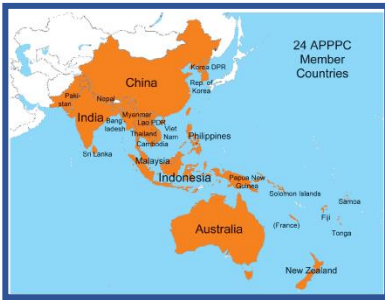 24 APPPC
Member
Countries
Korea DPR
China
Rep of
Korea
Paki-
stan
Nepal
India
Bang
ladesh
Myanmar
Lao PDR
Thailand
Viet
Nam
Cambodia
Philippines
Sri Lanka
Malaysia
Indonesia
Papua New
Guinea
Solomon Islands
Samoa
Fiji
(France)
Tonga
Australia
New Zealand